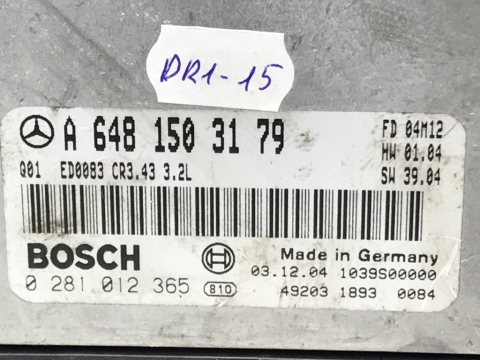 DR1-15
A 648 150 31 79
FD 04M12
HW 01.04
Q01 ED0083 CR3.43 3.2L
SW 39.04
BOSCH
Made in Germany
03.12.04 1039S00000
0 281 012 365 810
49203 1893 0084